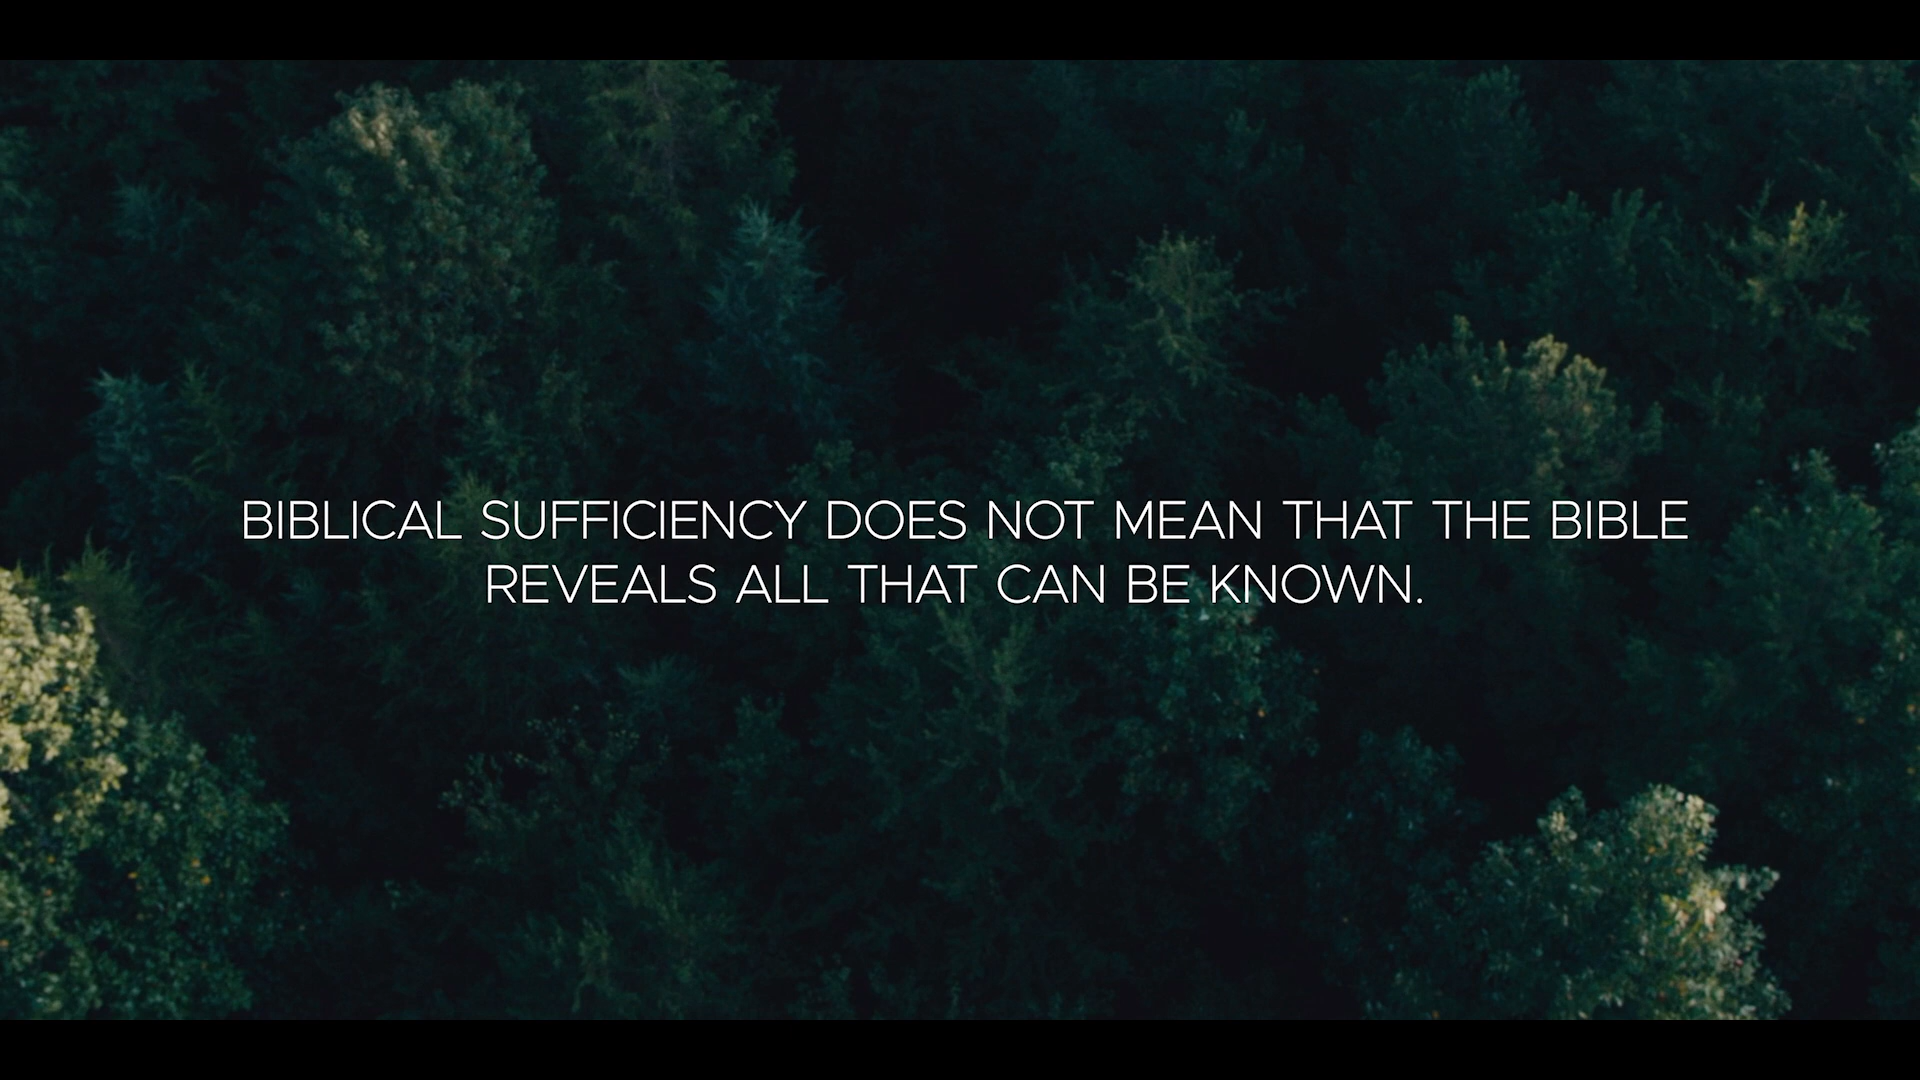 BIBLICAL SUFFICIENCY DOES NOT MEAN THAT THE BIBLE
REVEALS ALL THAT CAN BE KNOWN.